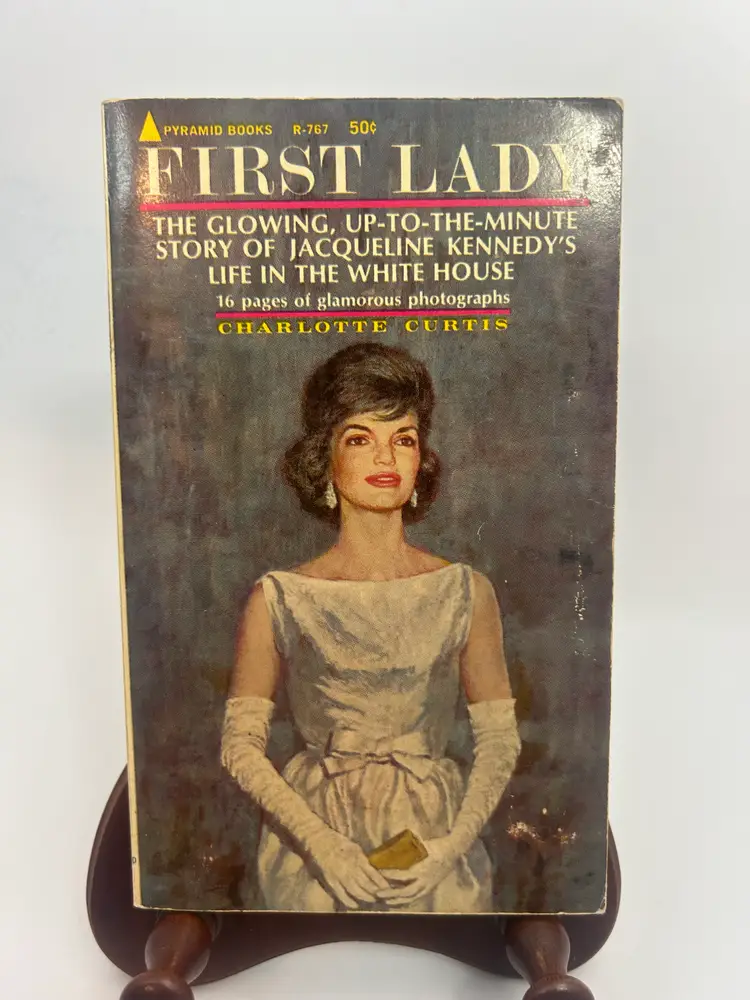 PYRAMID BOOKS R-767 50¢
FIRST LADY
THE GLOWING, UP-TO-THE-MINUTE
STORY OF JACQUELINE KENNEDY'S
LIFE IN THE WHITE HOUSE
16 pages of glamorous photographs
CHARLOTTE CURTIS